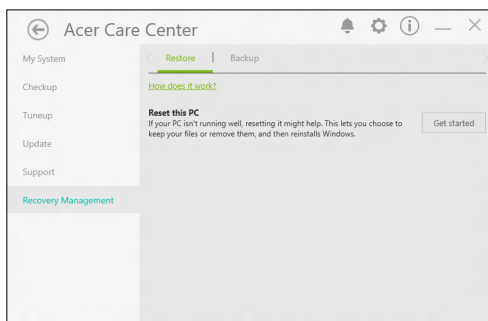 Acer Care Center
My System
Checkup
Tuneup
Update
Support
Recovery Management
Restore | Backup
How does it work?
Reset this PC
If your PC isn't running well, resetting it might help. This lets you choose to
keep your files or remove them, and then reinstalls Windows.
Get started